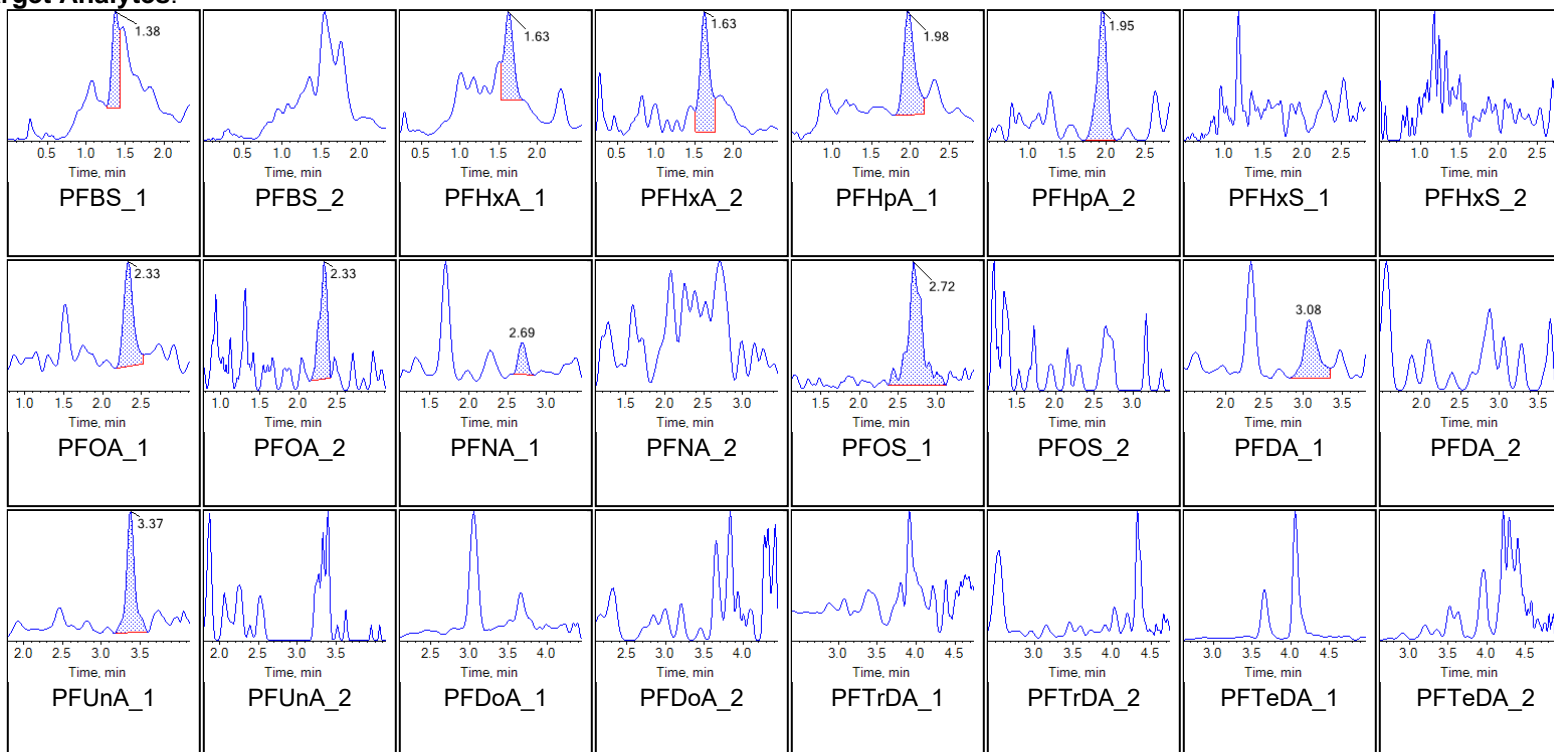 rget Analytes:
1.38 1.63 1.63 1.98 1.95
0.5 1.0 1.5 2.0 0.5 1.0 1.5 2.0 0.5 1.0 1.5 2.0 0.5 1.0 1.5 2.0 1.0 1.5 2.0 2.5 1.0 1.5 2.0 2.5 1.0 1.5 2.0 2.5 1.0 1.5 2.0 2.5
Time, min Time, min Time, min Time, min Time, min Time, min Time, min Time, min
PFBS_1 PFBS_2 PFHxA_1 PFHxA_2 PFHpA_1 PFHpA_2 PFHxS_1 PFHxS_2
2.33 2.33 2.69 2.72 3.08
1.0 1.5 2.0 2.5 1.0 1.5 2.0 2.5 1.5 2.0 2.5 3.0 1.5 2.0 2.5 3.0 1.5 2.0 2.5 3.0 1.5 2.0 2.5 3.0 2.0 2.5 3.0 3.5 2.0 2.5 3.0 3.5
Time, min Time, min Time, min Time, min Time, min Time, min Time, min Time, min
PFOA_1 PFOA_2 PFNA_1 PFNA_2 PFOS_1 PFOS_2 PFDA_1 PFDA_2
3.37
2.0 2.5 3.0 3.5 2.0 2.5 3.0 3.5 2.5 3.0 3.5 4.0 2.5 3.0 3.5 4.0 3.0 3.5 4.0 4.5 3.0 3.5 4.0 4.5 3.0 3.5 4.0 4.5 3.0 3.5 4.0 4.5
Time, min Time, min Time, min Time, min Time, min Time, min Time, min Time, min
PFUnA_1 PFUnA_2 PFDoA_1 PFDoA_2 PFTrDA_1 PFTrDA_2 PFTeDA_1 PFTeDA_2